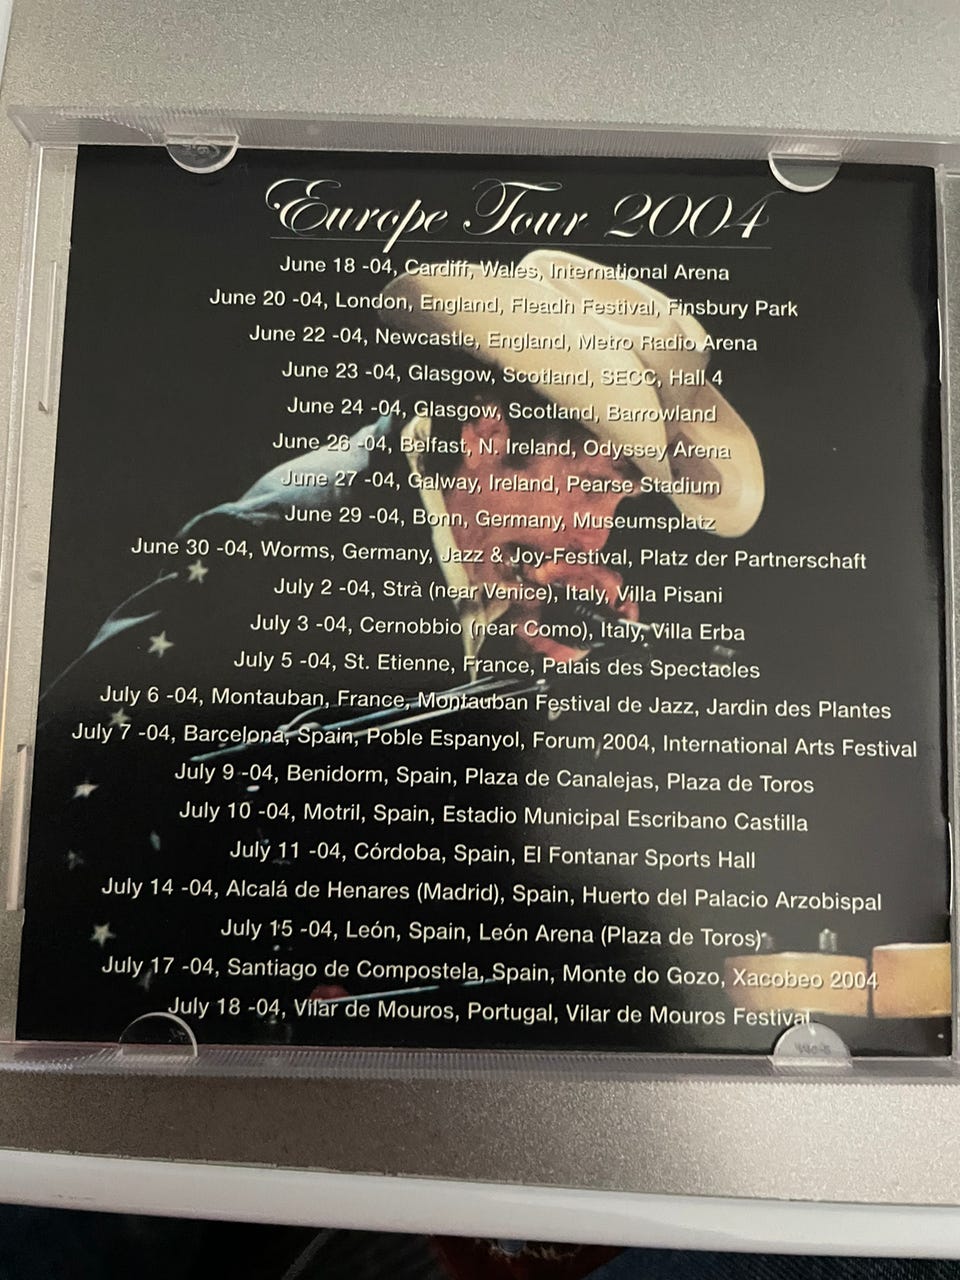 Europe Tour 2004
June 18 -04, Cardiff, Wales, International Arena
June 20 -04, London, England, Fleadh Festival, Finsbury Park
June 22 -04, Newcastle, England, Metro Radio Arena
June 23 -04, Glasgow, Scotland, SECC, Hall 4
June 24 -04, Glasgow, Scotland, Barrowland
June 26 -04, Belfast, N. Ireland, Odyssey Arena
June 27 -04, Galway, Ireland, Pearse Stadium
June 29 -04, Bonn, Germany, Museumsplatz
June 30 -04, Worms, Germany, Jazz & Joy-Festival, Platz der Partnerschaft
July 2 -04, Strà (near Venice), Italy, Villa Pisani
July 3 -04, Cernobbio (near Como), Italy, Villa Erba
July 5 -04, St. Etienne, France, Palais des Spectacles
July 6 -04, Montauban, France, Montauban Festival de Jazz, Jardin des Plantes
July 7 -04, Barcelona, Spain, Poble Espanyol, Forum 2004, International Arts Festival
July 9 -04, Benidorm, Spain, Plaza de Canalejas, Plaza de Toros
July 10 -04, Motril, Spain, Estadio Municipal Escribano Castilla
July 11 -04, Córdoba, Spain, El Fontanar Sports Hall
July 14 -04, Alcalá de Henares (Madrid), Spain, Huerto del Palacio Arzobispal
July 15 -04, León, Spain, León Arena (Plaza de Toros)
July 17 -04, Santiago de Compostela, Spain, Monte do Gozo, Xacobeo 2004
July 18 -04, Vilar de Mouros, Portugal, Vilar de Mouros Festival